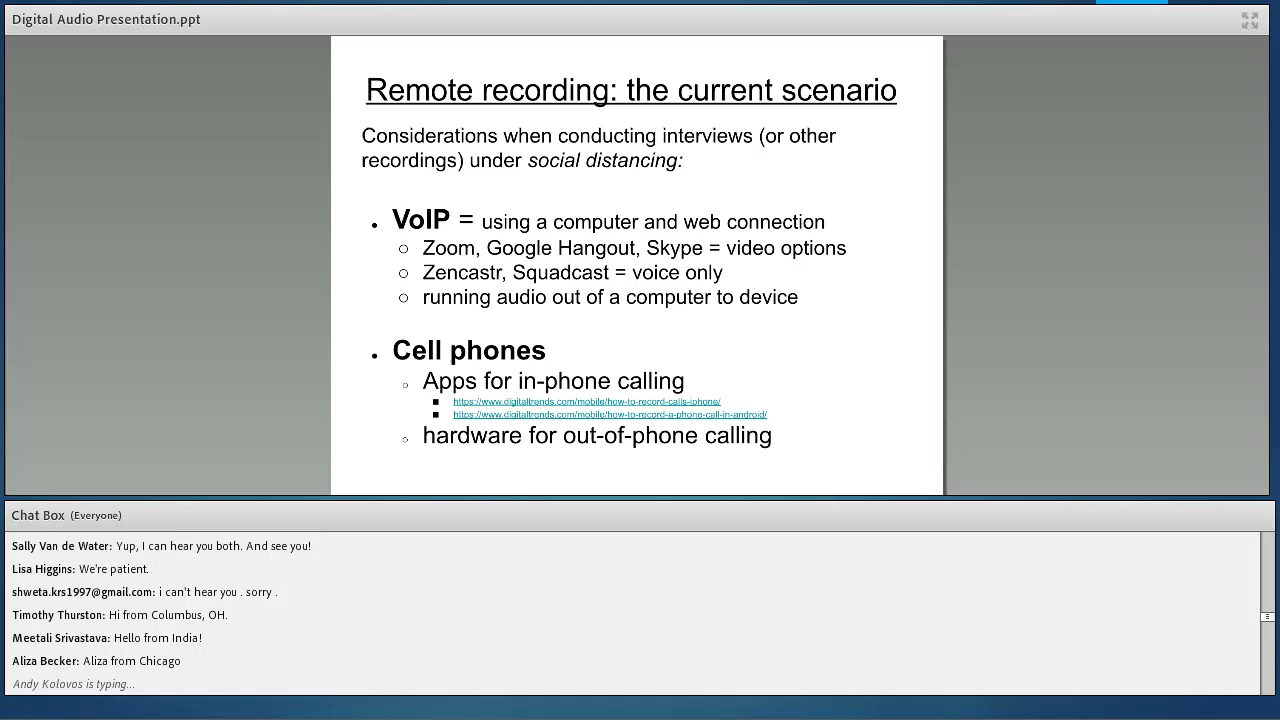 Digital Audio Presentation.ppt
Remote recording: the current scenario
Considerations when conducting interviews (or other
recordings) under social distancing:
• VoIP = using a computer and web connection
○ Zoom, Google Hangout, Skype = video options
○ Zencastr, Squadcast = voice only
○ running audio out of a computer to device
• Cell phones
○ Apps for in-phone calling
■ https://www.digitaltrends.com/mobile/how-to-record-calls-iphone/
■ https://www.digitaltrends.com/mobile/how-to-record-a-phone-call-in-android/
○ hardware for out-of-phone calling
Chat Box (Everyone)
Sally Van de Water: Yup, I can hear you both. And see you!
Lisa Higgins: We're patient.
shweta.krs1997@gmail.com: i can't hear you . sorry .
Timothy Thurston: Hi from Columbus, OH.
Meetali Srivastava: Hello from India!
Aliza Becker: Aliza from Chicago
Andy Kolovos is typing...